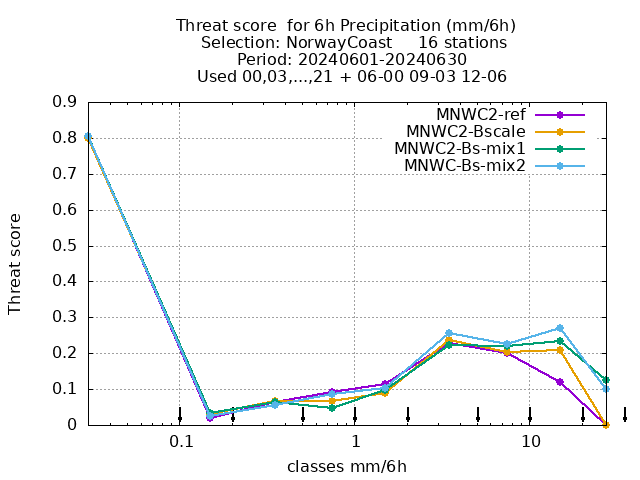 Threat score  for 6h Precipitation (mm/6h)
Selection: NorwayCoast     16 stations
Period: 20240601-20240630
Used 00,03,...,21 + 06-00 09-03 12-06
MNWC2-ref
MNWC2-Bscale
MNWC2-Bs-mix1
MNWC-Bs-mix2
Threat score
0.9
0.8
0.7
0.6
0.5
0.4
0.3
0.2
0.1
0
0.1
1
10
classes mm/6h